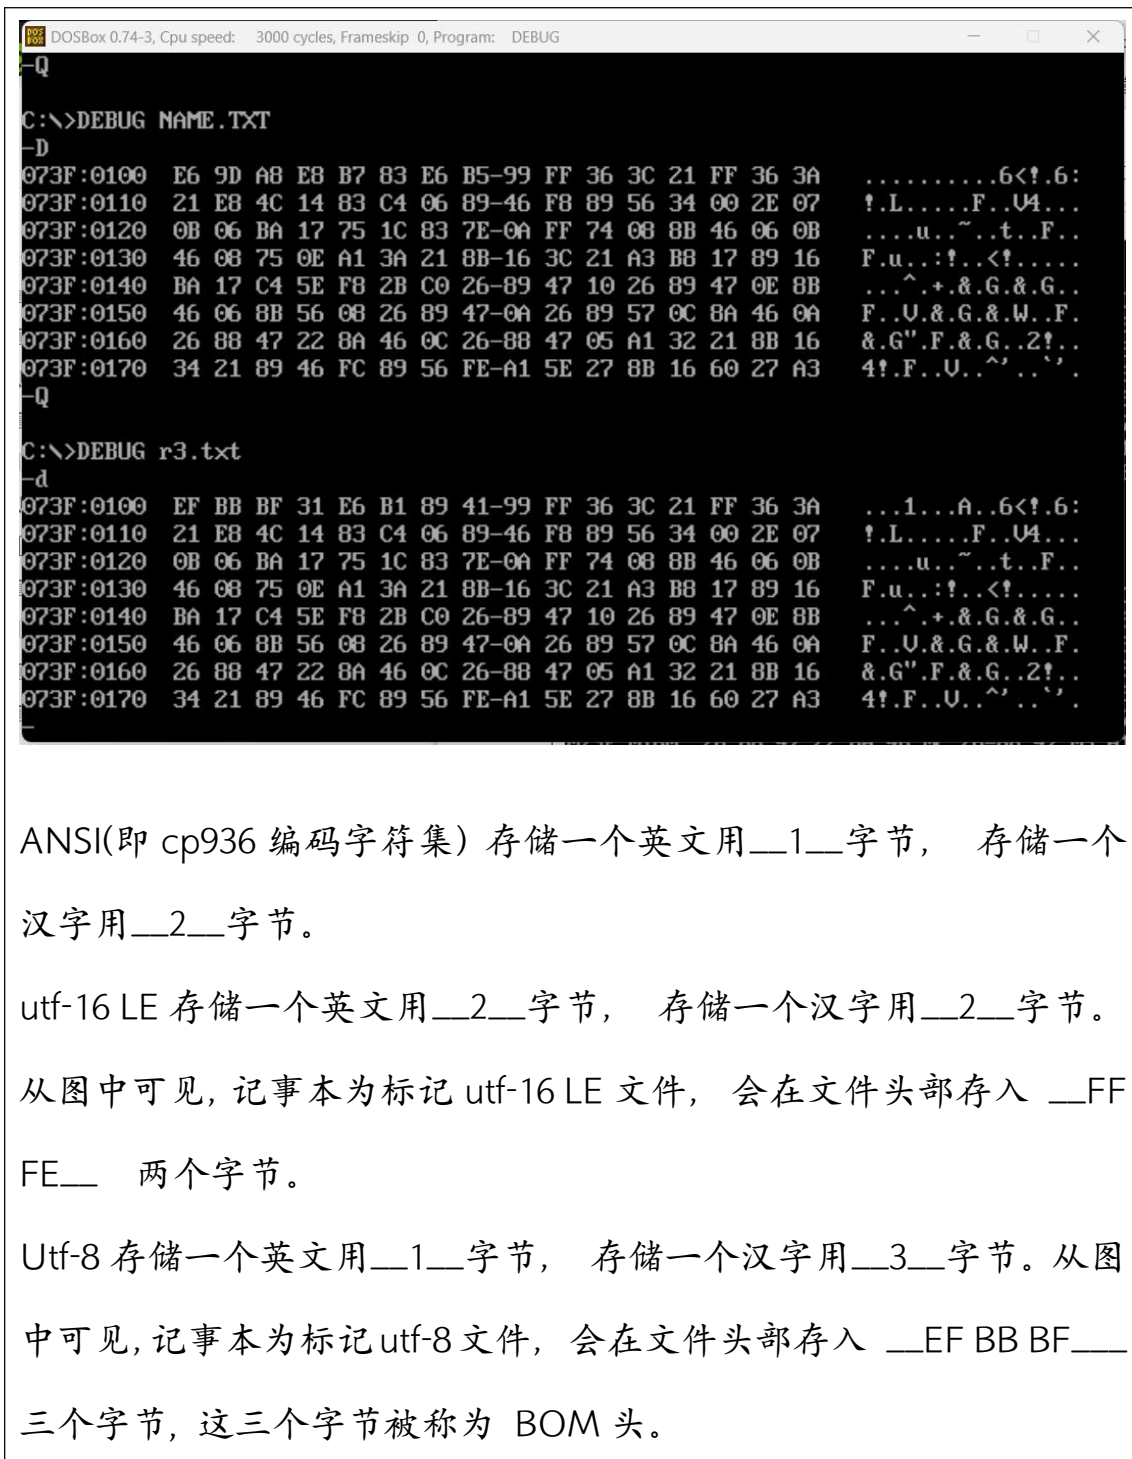 DOSBox 0.74-3, Cpu speed: 3000 cycles, Frameskip 0, Program: DEBUG
-Q
C:\>DEBUG NAME.TXT
-D
073F:0100 E6 9D A8 E8 B7 83 E6 B5-99 FF 36 3C 21 FF 36 3A ..........6<!.6:
073F:0110 21 E8 4C 14 83 C4 06 89-46 F8 89 56 34 00 2E 07 !.L.....F..V4...
073F:0120 0B 06 BA 17 75 1C 83 7E-0A FF 74 08 8B 46 06 0B ....u..~..t..F..
073F:0130 46 08 75 0E A1 3A 21 8B-16 3C 21 A3 B8 17 89 16 F.u..:!..<!.....
073F:0140 BA 17 C4 5E F8 2B C0 26-89 47 10 26 89 47 0E 8B ...^.+.&.G.&.G..
073F:0150 46 06 8B 56 08 26 89 47-0A 26 89 57 0C 8A 46 0A F..V.&.G.&.W..F.
073F:0160 26 88 47 22 8A 46 0C 26-88 47 05 A1 32 21 8B 16 &.G".F.&.G..2!..
073F:0170 34 21 89 46 FC 89 56 FE-A1 5E 27 8B 16 60 27 A3 4!.F..V..^'..`'.
-Q
C:\>DEBUG r3.txt
-d
073F:0100 EF BB BF 31 E6 B1 89 41-99 FF 36 3C 21 FF 36 3A ...1...A..6<!.6:
073F:0110 21 E8 4C 14 83 C4 06 89-46 F8 89 56 34 00 2E 07 !.L.....F..V4...
073F:0120 0B 06 BA 17 75 1C 83 7E-0A FF 74 08 8B 46 06 0B ....u..~..t..F..
073F:0130 46 08 75 0E A1 3A 21 8B-16 3C 21 A3 B8 17 89 16 F.u..:!..<!.....
073F:0140 BA 17 C4 5E F8 2B C0 26-89 47 10 26 89 47 0E 8B ...^.+.&.G.&.G..
073F:0150 46 06 8B 56 08 26 89 47-0A 26 89 57 0C 8A 46 0A F..V.&.G.&.W..F.
073F:0160 26 88 47 22 8A 46 0C 26-88 47 05 A1 32 21 8B 16 &.G".F.&.G..2!..
073F:0170 34 21 89 46 FC 89 56 FE-A1 5E 27 8B 16 60 27 A3 4!.F..V..^'..`'.
ANSI(即 cp936 编码字符集) 存储一个英文用__1__字节, 存储一个
汉字用__2__字节。
utf-16 LE 存储一个英文用__2__字节, 存储一个汉字用__2__字节。
从图中可见, 记事本为标记 utf-16 LE 文件, 会在文件头部存入 __FF
FE__ 两个字节。
Utf-8 存储一个英文用__1__字节, 存储一个汉字用__3__字节。从图
中可见, 记事本为标记 utf-8 文件, 会在文件头部存入 __EF BB BF___
三个字节, 这三个字节被称为 BOM 头。